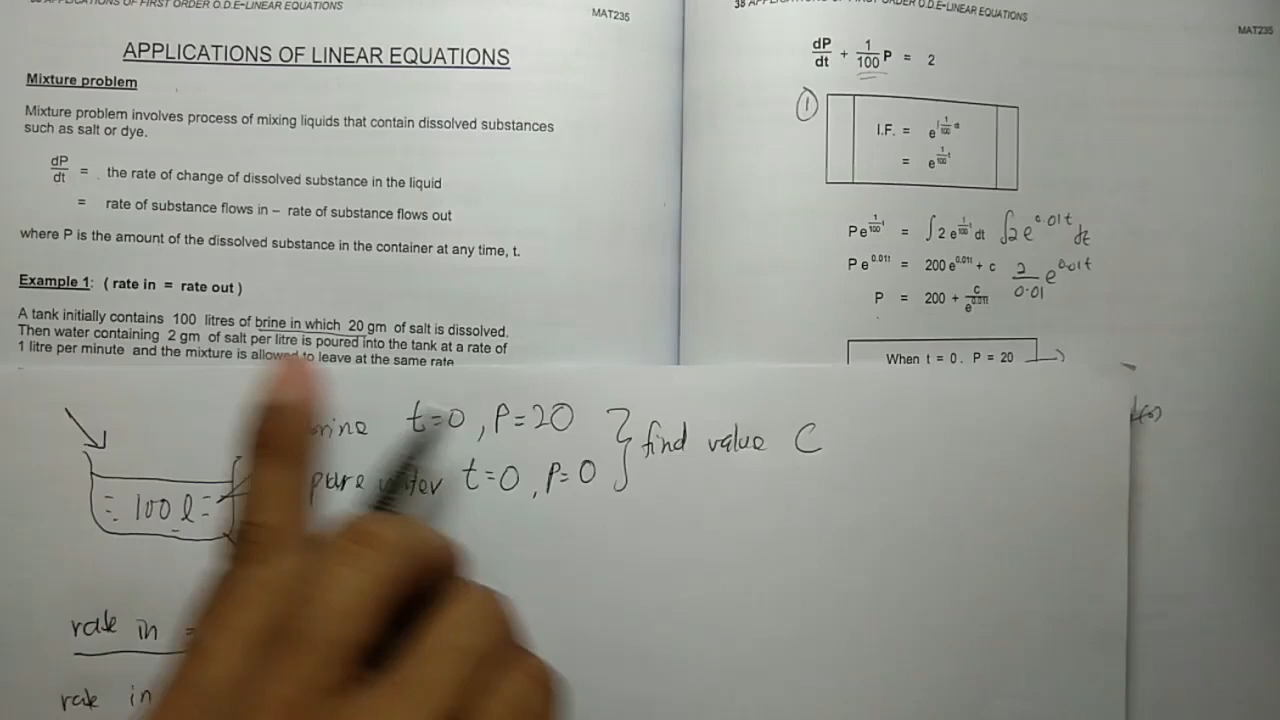 APPLICATIONS OF FIRST ORDER O.D.E-LINEAR EQUATIONS
MAT235
APPLICATIONS OF LINEAR EQUATIONS
Mixture problem
Mixture problem involves process of mixing liquids that contain dissolved substances
such as salt or dye.
dP/dt = the rate of change of dissolved substance in the liquid
= rate of substance flows in – rate of substance flows out
where P is the amount of the dissolved substance in the container at any time, t.
Example 1: ( rate in = rate out )
A tank initially contains 100 litres of brine in which 20 gm of salt is dissolved.
Then water containing 2 gm of salt per litre is poured into the tank at a rate of
1 litre per minute and the mixture is allowed to leave at the same rate
38 ORDER O.D.E-LINEAR EQUATIONS
MAT235
dP/dt + 1/100 P = 2
1
I.F. = e^∫1/100 dt
= e^1/100 t
Pe^1/100 t = ∫ 2 e^1/100 t dt ∫2e^0.01t dt
Pe^0.01t = 200 e^0.01t + c 2/0.01 e^0.01t
P = 200 + c/e^0.01t
When t = 0 . P = 20
t=0, P=20
find value C
t=0, P=0
100 l
rate in =
rate in